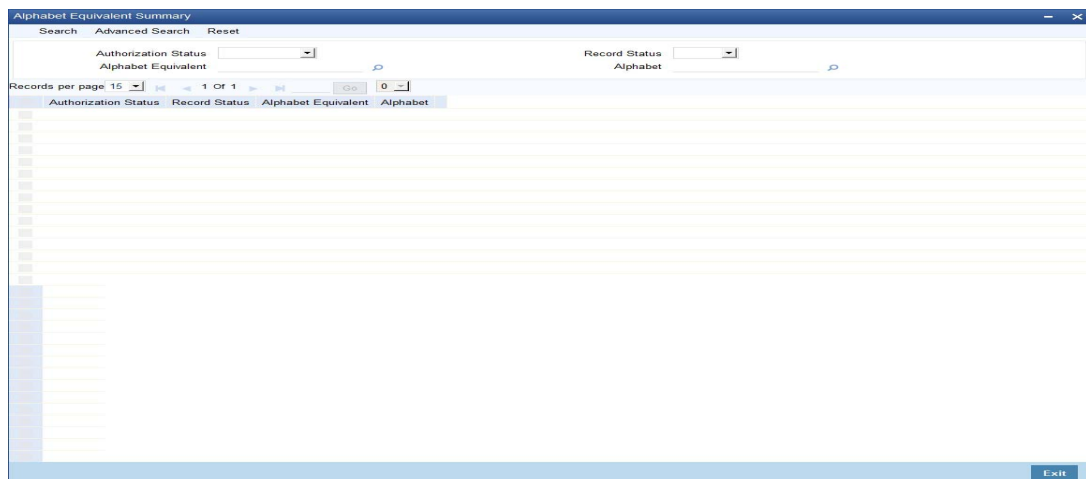 Alphabet Equivalent Summary
Search Advanced Search Reset
Authorization Status Record Status
Alphabet Equivalent Alphabet
Records per page 15 1 Of 1 Go 0
Authorization Status Record Status Alphabet Equivalent Alphabet
Exit